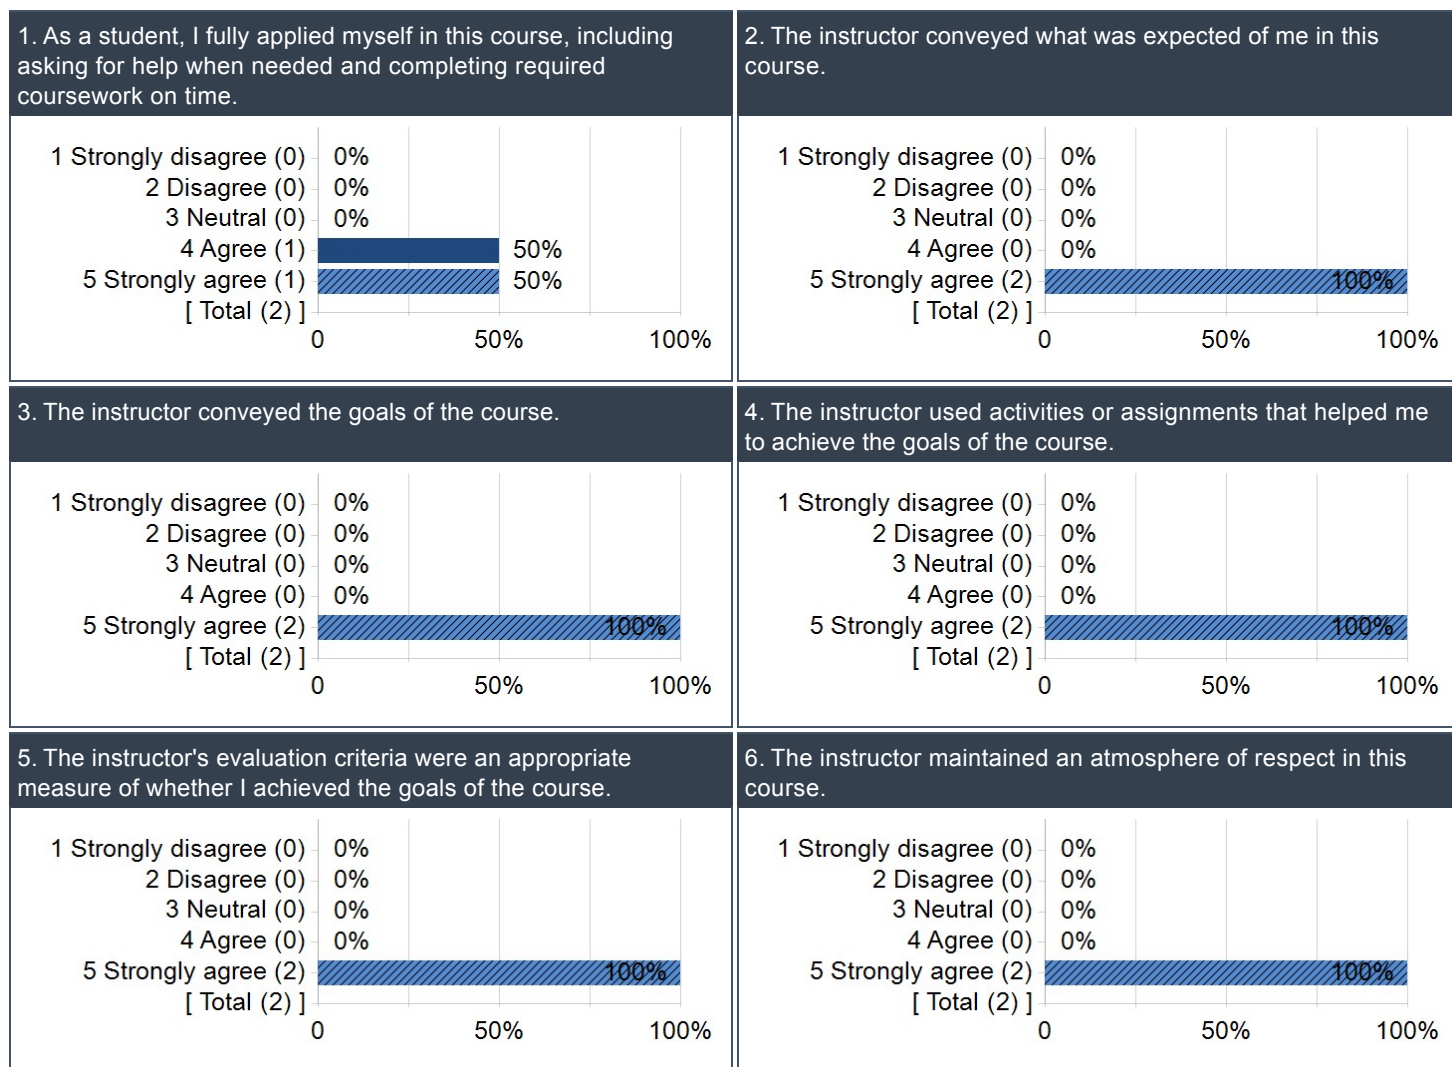 1. As a student, I fully applied myself in this course, including
asking for help when needed and completing required
coursework on time.
1 Strongly disagree (0) 0%
2 Disagree (0) 0%
3 Neutral (0) 0%
4 Agree (1) 50%
5 Strongly agree (1) 50%
[ Total (2) ]
0 50% 100%
2. The instructor conveyed what was expected of me in this
course.
1 Strongly disagree (0) 0%
2 Disagree (0) 0%
3 Neutral (0) 0%
4 Agree (0) 0%
5 Strongly agree (2) 100%
[ Total (2) ]
0 50% 100%
3. The instructor conveyed the goals of the course.
1 Strongly disagree (0) 0%
2 Disagree (0) 0%
3 Neutral (0) 0%
4 Agree (0) 0%
5 Strongly agree (2) 100%
[ Total (2) ]
0 50% 100%
4. The instructor used activities or assignments that helped me
to achieve the goals of the course.
1 Strongly disagree (0) 0%
2 Disagree (0) 0%
3 Neutral (0) 0%
4 Agree (0) 0%
5 Strongly agree (2) 100%
[ Total (2) ]
0 50% 100%
5. The instructor's evaluation criteria were an appropriate
measure of whether I achieved the goals of the course.
1 Strongly disagree (0) 0%
2 Disagree (0) 0%
3 Neutral (0) 0%
4 Agree (0) 0%
5 Strongly agree (2) 100%
[ Total (2) ]
0 50% 100%
6. The instructor maintained an atmosphere of respect in this
course.
1 Strongly disagree (0) 0%
2 Disagree (0) 0%
3 Neutral (0) 0%
4 Agree (0) 0%
5 Strongly agree (2) 100%
[ Total (2) ]
0 50% 100%